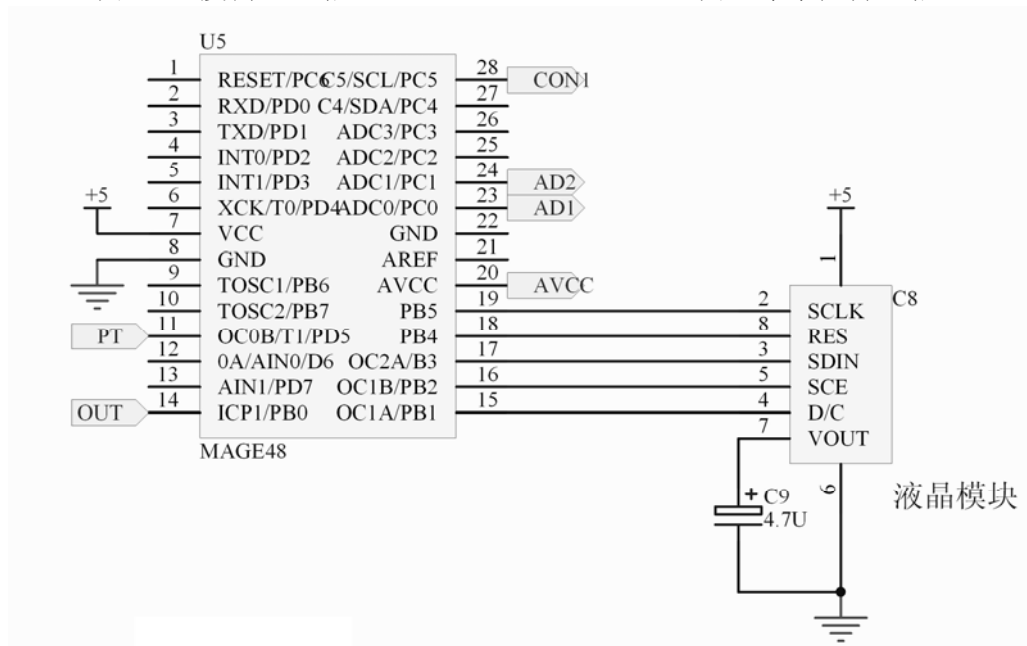 U5
1 RESET/PC6 C5/SCL/PC5 28 CON1
2 RXD/PD0 C4/SDA/PC4 27
3 TXD/PD1 ADC3/PC3 26
4 INT0/PD2 ADC2/PC2 25
5 INT1/PD3 ADC1/PC1 24 AD2
+5 6 XCK/T0/PD4 ADC0/PC0 23 AD1 +5
7 VCC GND 22
8 GND AREF 21 1
9 TOSC1/PB6 AVCC 20 AVCC C8
10 TOSC2/PB7 PB5 19 2 SCLK
PT 11 OC0B/T1/PD5 PB4 18 8 RES
12 0A/AIN0/D6 OC2A/B3 17 3 SDIN
13 AIN1/PD7 OC1B/PB2 16 5 SCE
OUT 14 ICP1/PB0 OC1A/PB1 15 4 D/C
7 VOUT
MAGE48
+ C9 6 液晶模块
4.7U